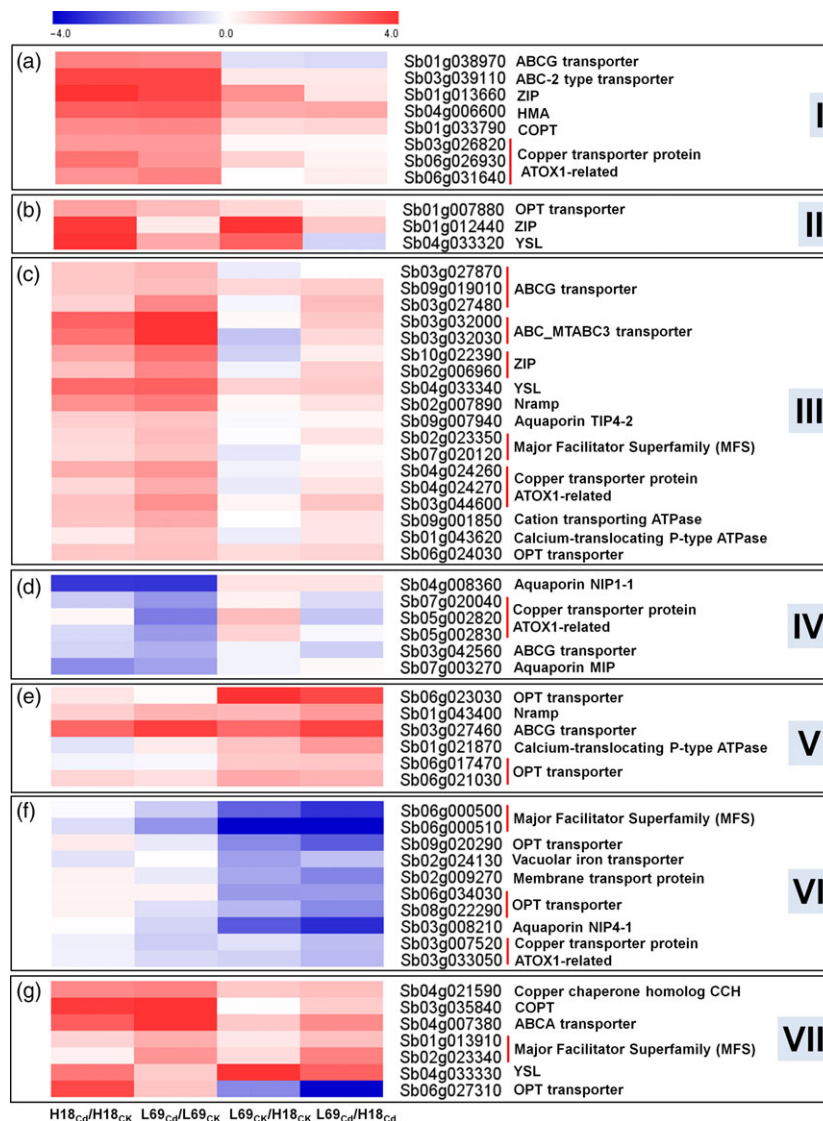 −4.0 0.0 4.0
(a)
Sb01g038970 ABCG transporter
Sb03g039110 ABC-2 type transporter
Sb01g013660 ZIP
Sb04g006600 HMA
Sb01g033790 COPT
Sb03g026820
Sb06g026930 Copper transporter protein
Sb06g031640 ATOX1-related
I
(b)
Sb01g007880 OPT transporter
Sb01g012440 ZIP
Sb04g033320 YSL
II
(c)
Sb03g027870
Sb09g019010 ABCG transporter
Sb03g027480
Sb03g032000
Sb03g032030 ABC_MTABC3 transporter
Sb10g022390
Sb02g006960 ZIP
Sb04g033340 YSL
Sb02g007890 Nramp
Sb09g007940 Aquaporin TIP4-2
Sb02g023350
Sb07g020120 Major Facilitator Superfamily (MFS)
Sb04g024260
Sb04g024270 Copper transporter protein
Sb03g044600 ATOX1-related
Sb09g001850 Cation transporting ATPase
Sb01g043620 Calcium-translocating P-type ATPase
Sb06g024030 OPT transporter
III
(d)
Sb04g008360 Aquaporin NIP1-1
Sb07g020040
Sb05g002820 Copper transporter protein
Sb05g002830 ATOX1-related
Sb03g042560 ABCG transporter
Sb07g003270 Aquaporin MIP
IV
(e)
Sb06g023030 OPT transporter
Sb01g043400 Nramp
Sb03g027460 ABCG transporter
Sb01g021870 Calcium-translocating P-type ATPase
Sb06g017470
Sb06g021030 OPT transporter
V
(f)
Sb06g000500
Sb06g000510 Major Facilitator Superfamily (MFS)
Sb09g020290 OPT transporter
Sb02g024130 Vacuolar iron transporter
Sb02g009270 Membrane transport protein
Sb06g034030
Sb08g022290 OPT transporter
Sb03g008210 Aquaporin NIP4-1
Sb03g007520 Copper transporter protein
Sb03g033050 ATOX1-related
VI
(g)
Sb04g021590 Copper chaperone homolog CCH
Sb03g035840 COPT
Sb04g007380 ABCA transporter
Sb01g013910
Sb02g023340 Major Facilitator Superfamily (MFS)
Sb04g033330 YSL
Sb06g027310 OPT transporter
VII
H18Cd/H18CK L69Cd/L69CK L69CK/H18CK L69Cd/H18Cd